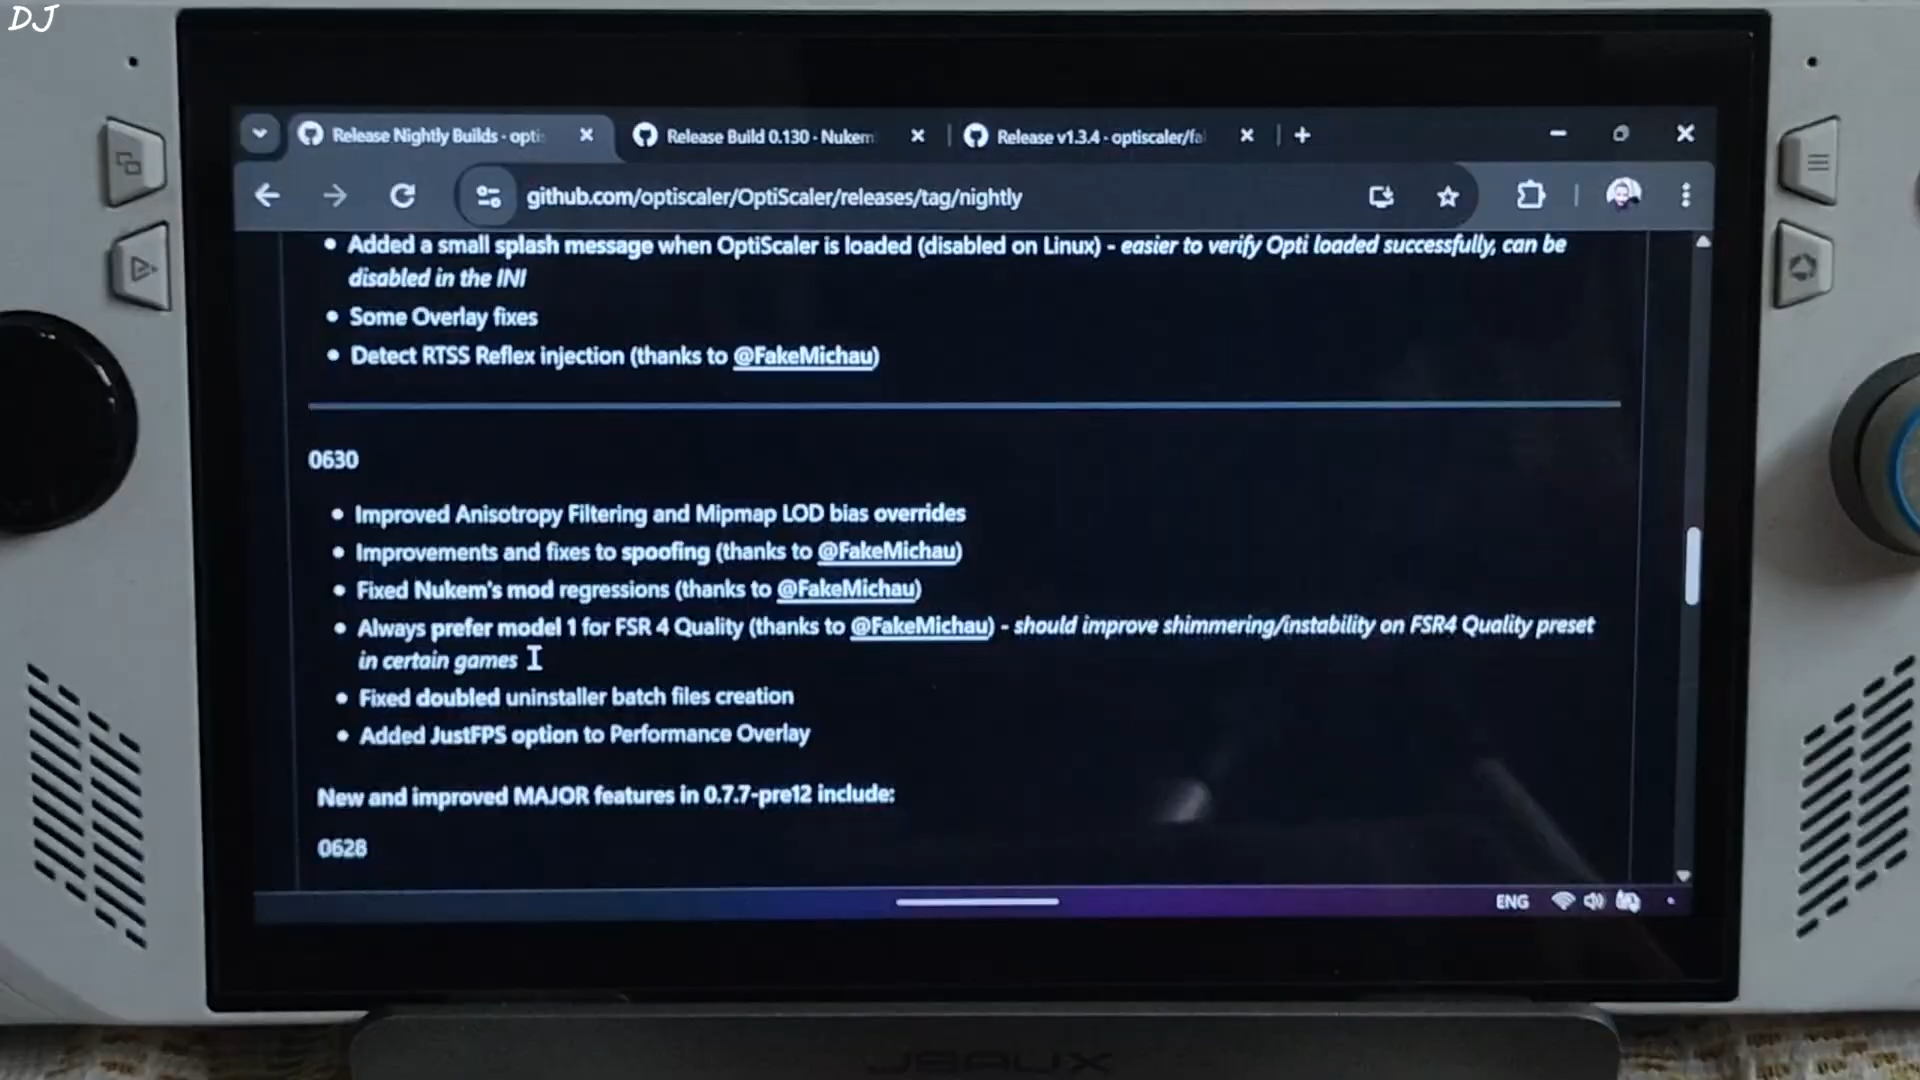 DJ
Release Nightly Builds · opti
Release Build 0.130 · Nukem
Release v1.3.4 · optiscaler/fa
github.com/optiscaler/OptiScaler/releases/tag/nightly
Added a small splash message when OptiScaler is loaded (disabled on Linux) - easier to verify Opti loaded successfully, can be
disabled in the INI
Some Overlay fixes
Detect RTSS Reflex injection (thanks to @FakeMichau)
0630
Improved Anisotropy Filtering and Mipmap LOD bias overrides
Improvements and fixes to spoofing (thanks to @FakeMichau)
Fixed Nukem's mod regressions (thanks to @FakeMichau)
Always prefer model 1 for FSR 4 Quality (thanks to @FakeMichau) - should improve shimmering/instability on FSR4 Quality preset
in certain games
Fixed doubled uninstaller batch files creation
Added JustFPS option to Performance Overlay
New and improved MAJOR features in 0.7.7-pre12 include:
0628
ENG
JSAUX